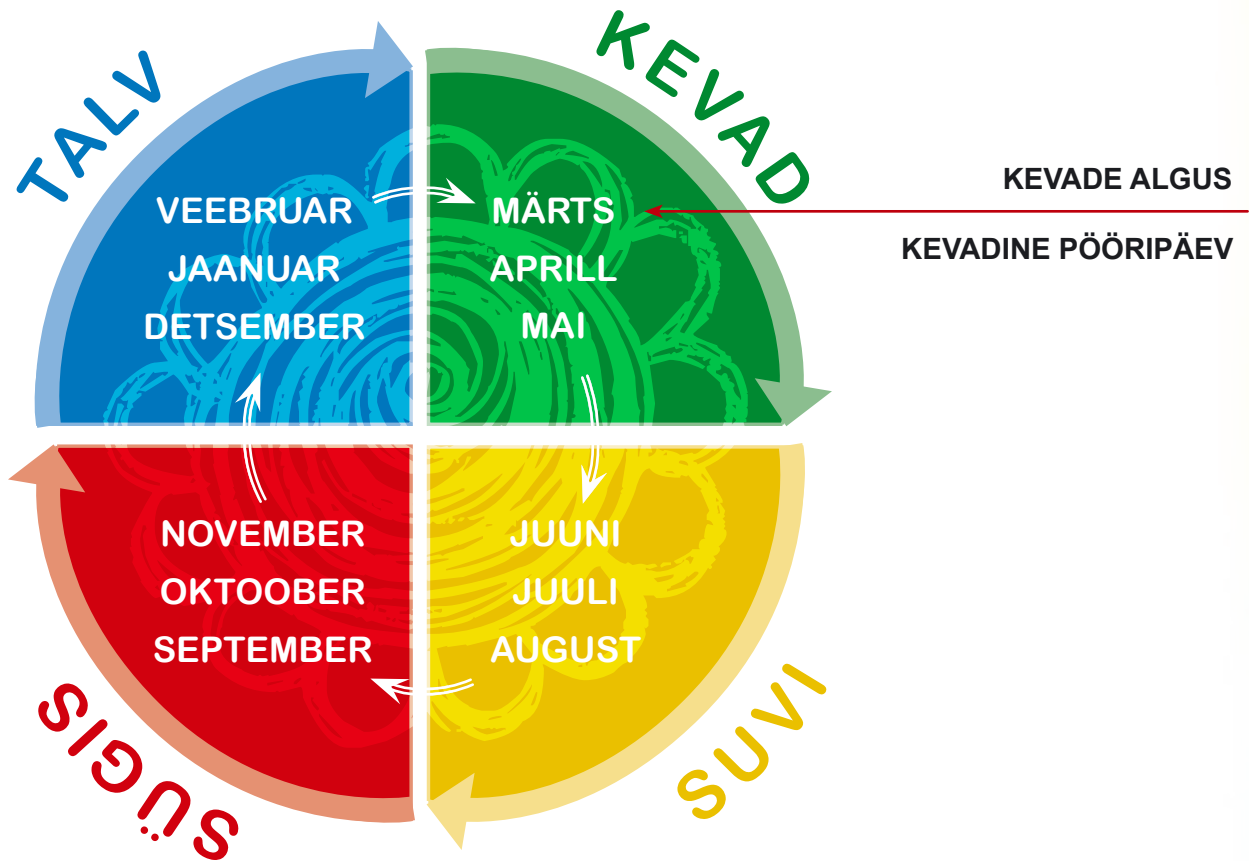 TALV
KEVAD
VEEBRUAR
JAANUAR
DETSEMBER
MÄRTS
APRILL
MAI
KEVADE ALGUS
KEVADINE PÖÖRIPÄEV
NOVEMBER
OKTOOBER
SEPTEMBER
JUUNI
JUULI
AUGUST
SÜGIS
SUVI